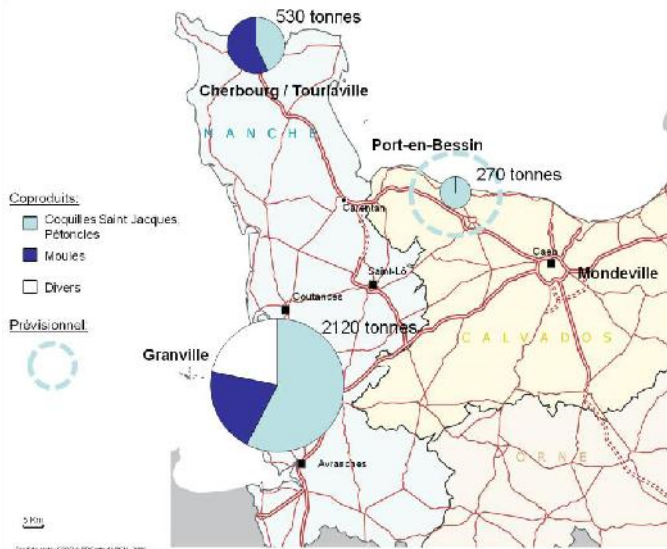 530 tonnes
Cherbourg / Tourlaville
MANCHE
Port-en-Bessin
270 tonnes
Carentan
Coproduits:
Coquilles Saint Jacques,
Pétoncles
Moules
Divers
Caen
Mondeville
Saint-Lô
Coutances
Prévisionnel:
2120 tonnes
CALVADOS
Granville
ORNE
Avranches
5 Km